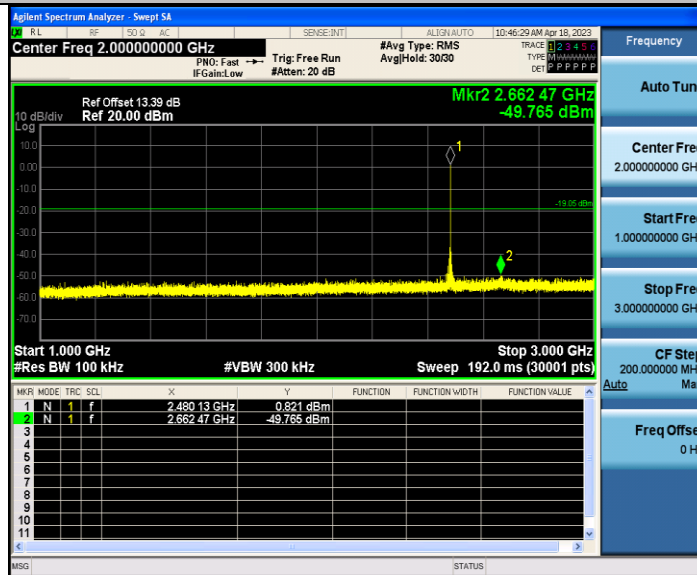 Agilent Spectrum Analyzer - Swept SA
RL RF 50 Ω AC SENSE:INT ALIGNAUTO 10:46:29 AM Apr 18, 2023
Center Freq 2.000000000 GHz
PNO: Fast
IFGain:Low
Trig: Free Run
#Atten: 20 dB
#Avg Type: RMS
Avg|Hold: 30/30
TRACE 1 2 3 4 5 6
TYPE M
DET P P P P P P
Ref Offset 13.39 dB
10 dB/div Ref 20.00 dBm
Log
Mkr2 2.662 47 GHz
-49.765 dBm
10.0
0.00
-10.0
-20.0
-30.0
-40.0
-50.0
-60.0
-70.0
1
-19.05 dBm
2
Start 1.000 GHz Stop 3.000 GHz
#Res BW 100 kHz #VBW 300 kHz Sweep 192.0 ms (30001 pts)
MKR MODE TRC SCL X Y FUNCTION FUNCTION WIDTH FUNCTION VALUE
1 N 1 f 2.480 13 GHz 0.821 dBm
2 N 1 f 2.662 47 GHz -49.765 dBm
3
4
5
6
7
8
9
10
11
MSG STATUS
Frequency
Auto Tun
Center Fre
2.000000000 GH
Start Fre
1.000000000 GH
Stop Fre
3.000000000 GH
CF Step
200.000000 MH
Auto Ma
Freq Offse
0 H